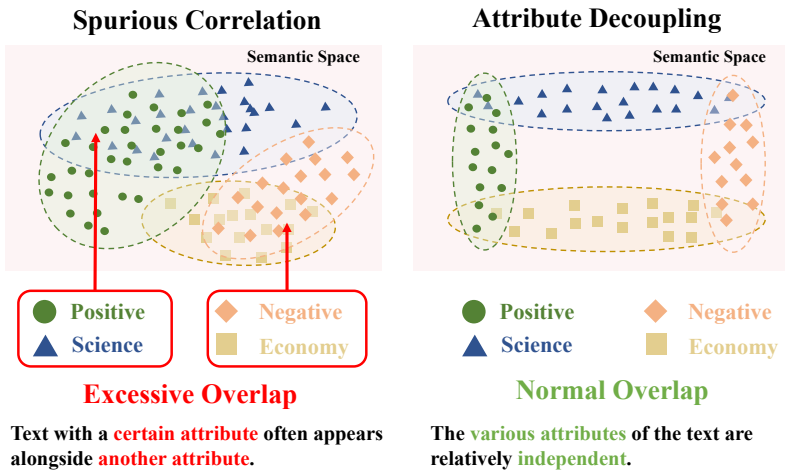 Spurious Correlation
Semantic Space
Positive
Science
Negative
Economy
Excessive Overlap
Text with a certain attribute often appears
alongside another attribute.
Attribute Decoupling
Semantic Space
Positive
Science
Negative
Economy
Normal Overlap
The various attributes of the text are
relatively independent.